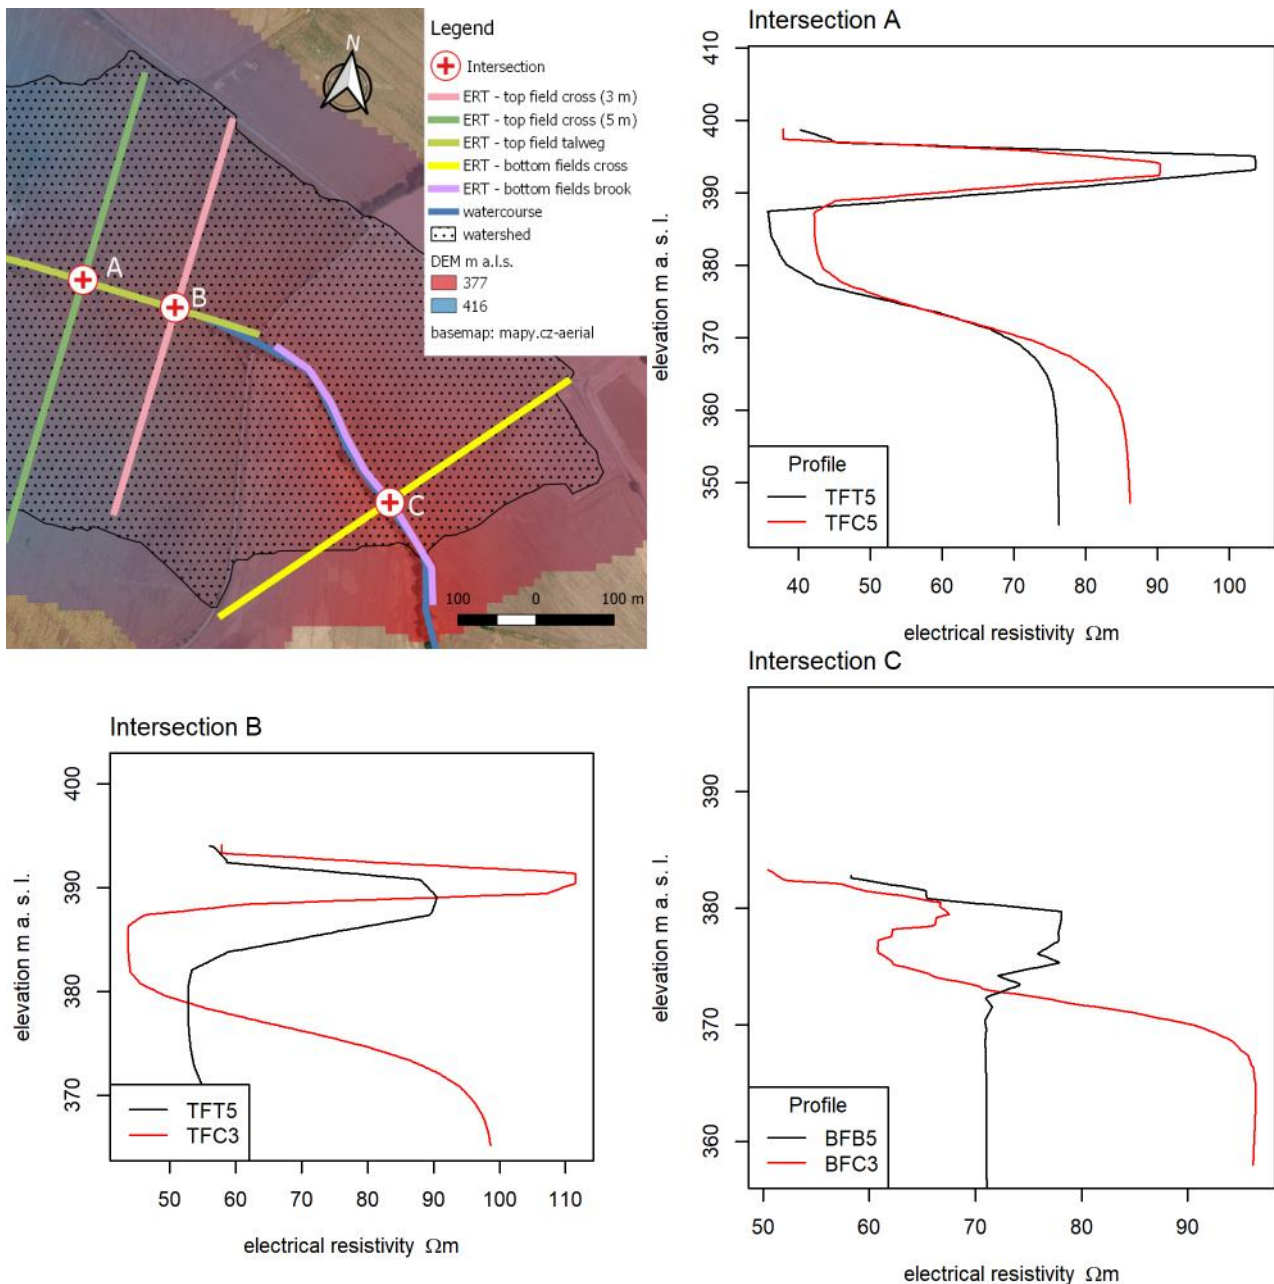 N
A
B
C
100 0 100 m
Legend
Intersection
ERT - top field cross (3 m)
ERT - top field cross (5 m)
ERT - top field talweg
ERT - bottom fields cross
ERT - bottom fields brook
watercourse
watershed
DEM m a.l.s.
377
416
basemap: mapy.cz-aerial
Intersection A
elevation m a. s. l.
410
400
390
380
370
360
350
Profile
TFT5
TFC5
40 50 60 70 80 90 100
electrical resistivity Ωm
Intersection B
elevation m a. s. l.
400
390
380
370
TFT5
TFC3
50 60 70 80 90 100 110
electrical resistivity Ωm
Intersection C
elevation m a. s. l.
390
380
370
360
Profile
BFB5
BFC3
50 60 70 80 90
electrical resistivity Ωm